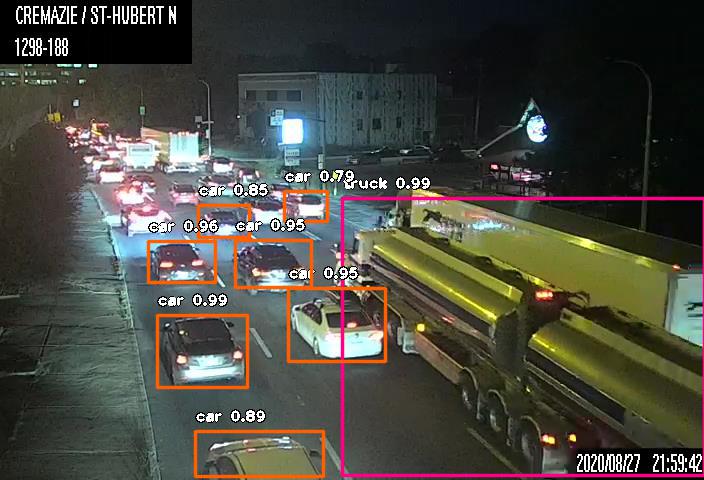 CREMAZIE / ST-HUBERT N
1298-188
car 0.79
truck 0.99
car 0.85
car 0.96
car 0.95
car 0.95
car 0.99
car 0.89
2020/08/27 21:59:42